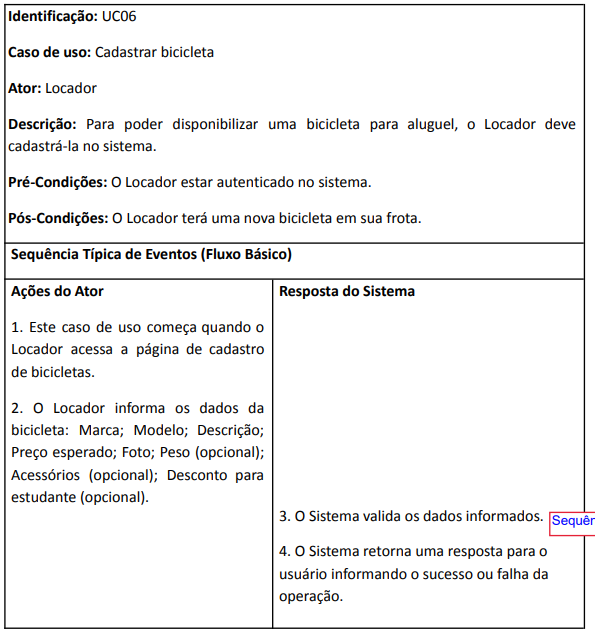 Identificação: UC06
Caso de uso: Cadastrar bicicleta
Ator: Locador
Descrição: Para poder disponibilizar uma bicicleta para aluguel, o Locador deve
cadastrá-la no sistema.
Pré-Condições: O Locador estar autenticado no sistema.
Pós-Condições: O Locador terá uma nova bicicleta em sua frota.
Sequência Típica de Eventos (Fluxo Básico)
Ações do Ator
1. Este caso de uso começa quando o
Locador acessa a página de cadastro
de bicicletas.
2. O Locador informa os dados da
bicicleta: Marca; Modelo; Descrição;
Preço esperado; Foto; Peso (opcional);
Acessórios (opcional); Desconto para
estudante (opcional).
Resposta do Sistema
3. O Sistema valida os dados informados.
4. O Sistema retorna uma resposta para o
usuário informando o sucesso ou falha da
operação.